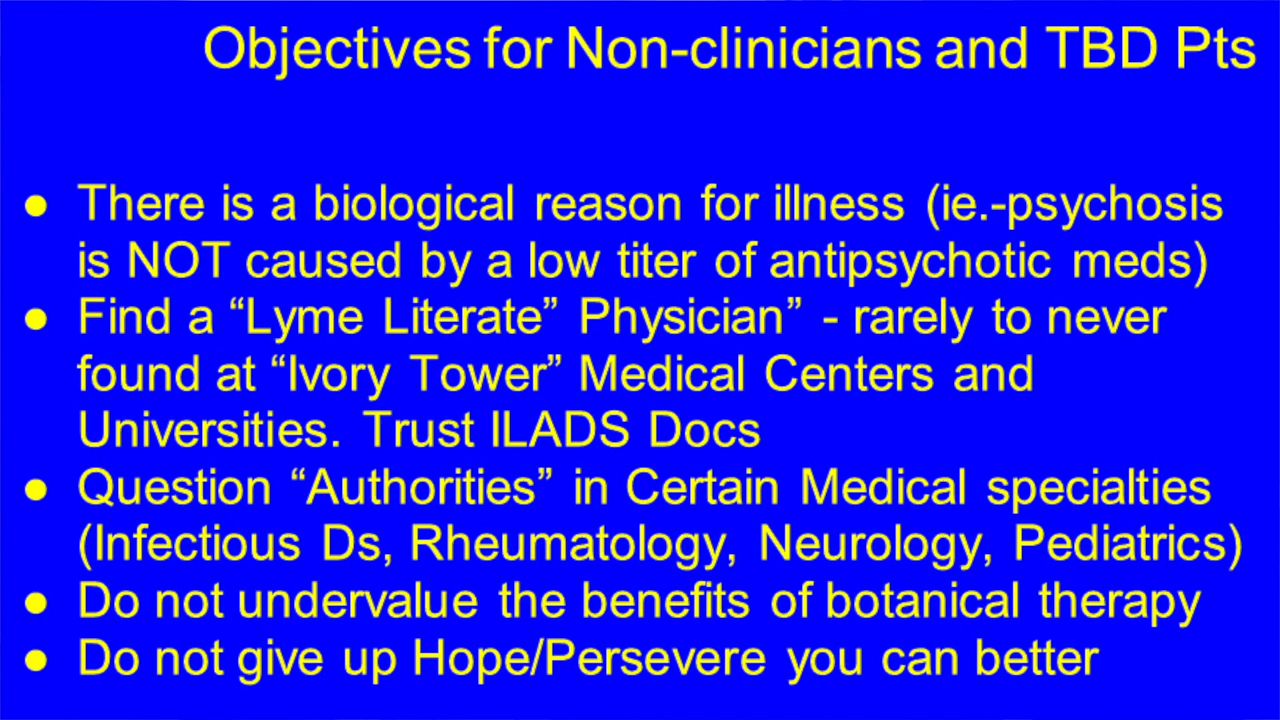 Objectives for Non-clinicians and TBD Pts
● There is a biological reason for illness (ie.-psychosis
is NOT caused by a low titer of antipsychotic meds)
● Find a “Lyme Literate” Physician” - rarely to never
found at “Ivory Tower” Medical Centers and
Universities. Trust ILADS Docs
● Question “Authorities” in Certain Medical specialties
(Infectious Ds, Rheumatology, Neurology, Pediatrics)
● Do not undervalue the benefits of botanical therapy
● Do not give up Hope/Persevere you can better